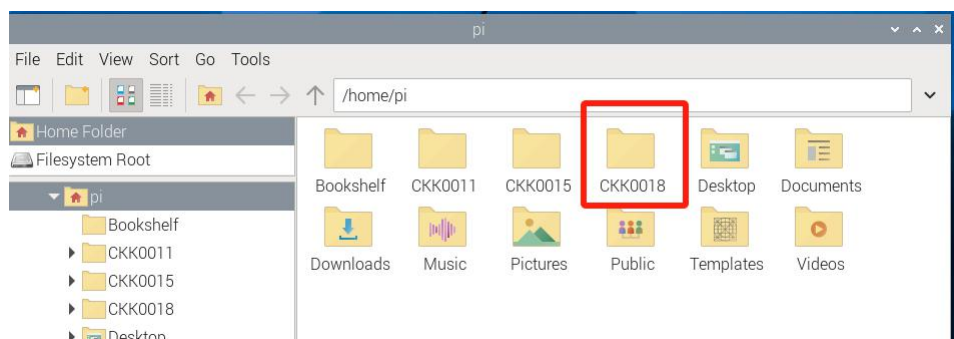 pi
File Edit View Sort Go Tools
/home/pi
Home Folder
Filesystem Root
pi
Bookshelf
CKK0011
CKK0015
CKK0018
Desktop
Bookshelf CKK0011 CKK0015 CKK0018 Desktop Documents
Downloads Music Pictures Public Templates Videos